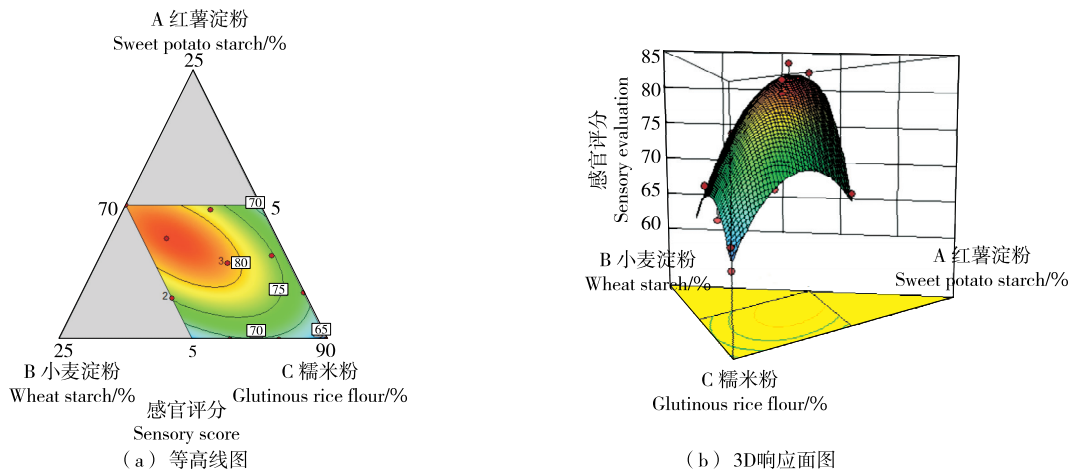 A 红薯淀粉
Sweet potato starch/%
25
70
70
5
3
80
2
75
70
65
25
5
90
B 小麦淀粉
Wheat starch/%
C 糯米粉
Glutinous rice flour/%
感官评分
Sensory score
(a) 等高线图
85
80
75
70
65
60
感官评分
Sensory evaluation
B 小麦淀粉
Wheat starch/%
A 红薯淀粉
Sweet potato starch/%
C 糯米粉
Glutinous rice flour/%
(b) 3D响应面图